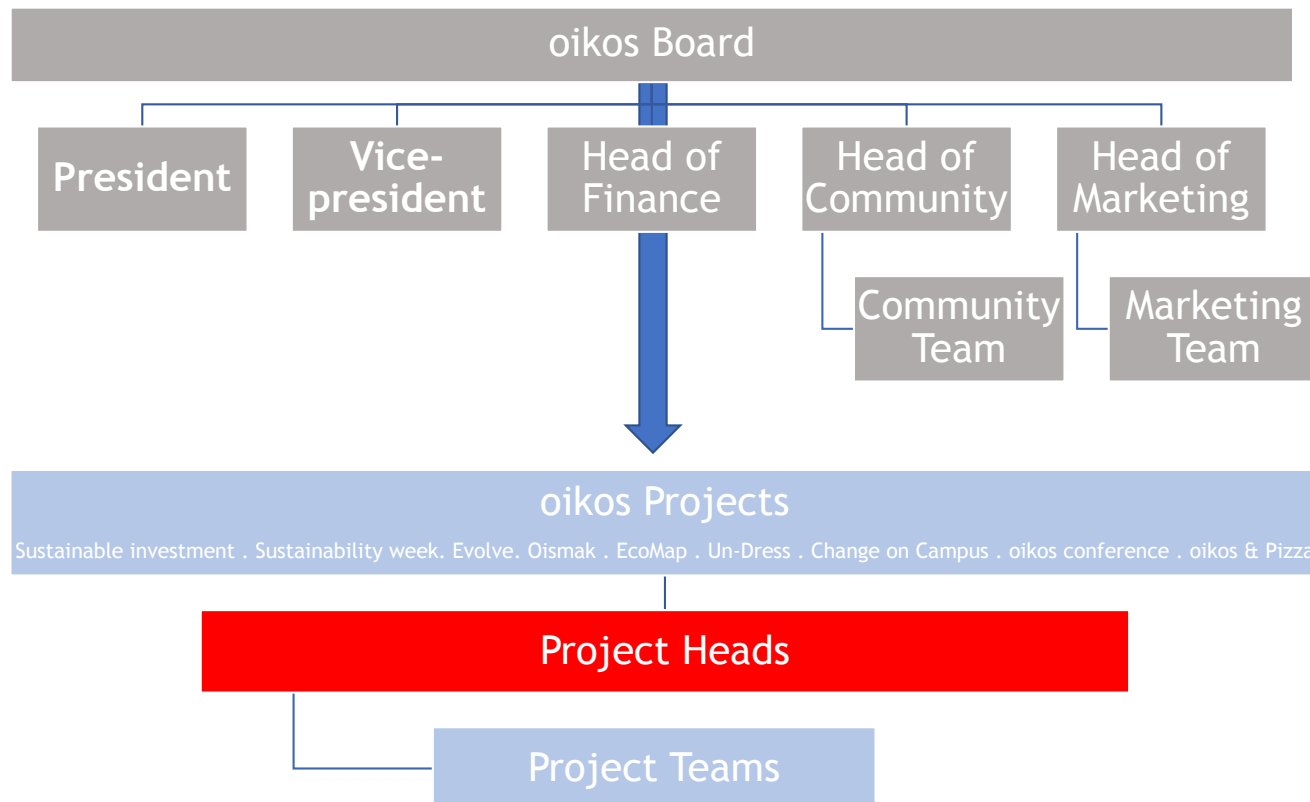 oikos Board
President
Vice-
president
Head of
Finance
Head of
Community
Head of
Marketing
Community
Team
Marketing
Team
oikos Projects
Sustainable investment . Sustainability week. Evolve. Oismak . EcoMap . Un-Dress . Change on Campus . oikos conference . oikos & Pizza
Project Heads
Project Teams